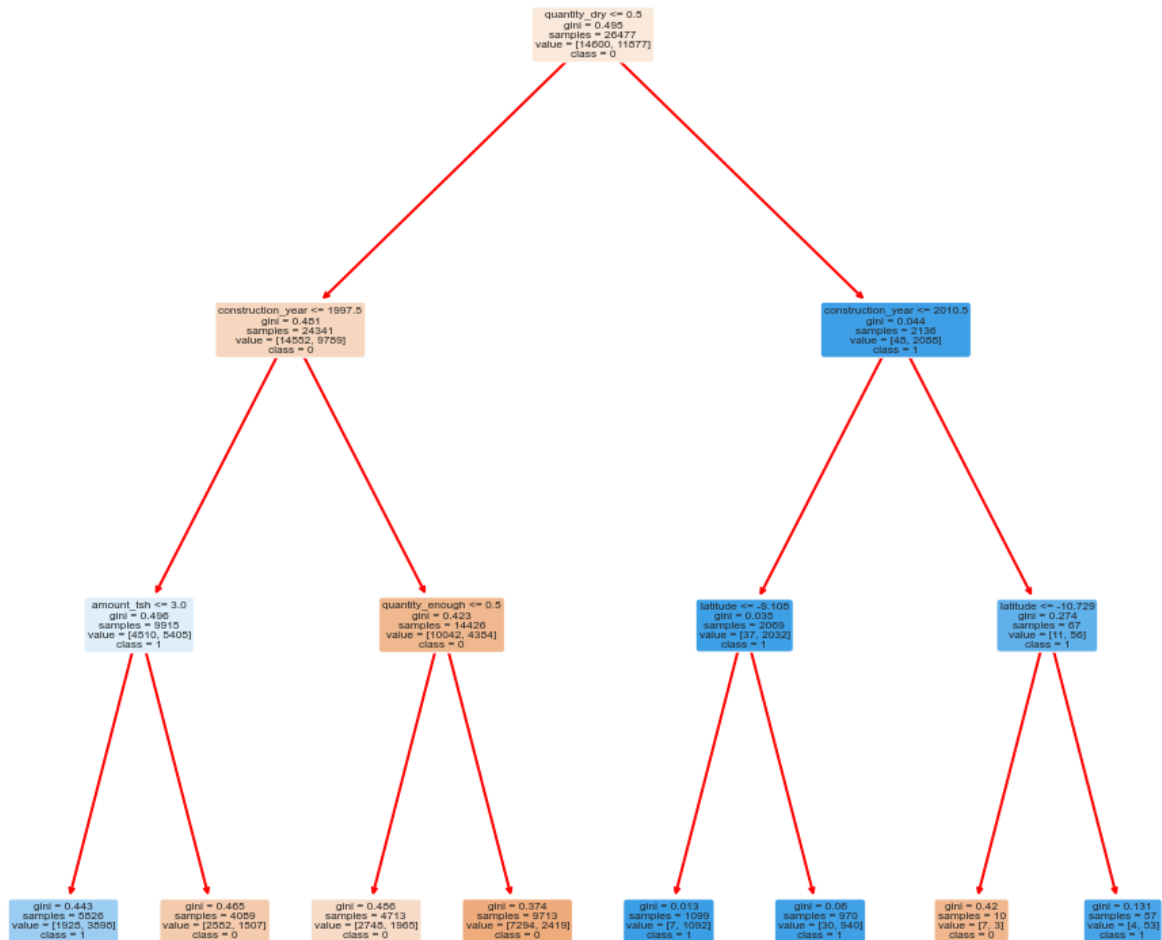 quantity_dry <= 0.5
gini = 0.495
samples = 26477
value = [14600, 11877]
class = 0
construction_year <= 1997.5
gini = 0.481
samples = 24341
value = [14552, 9789]
class = 0
construction_year <= 2010.5
gini = 0.044
samples = 2136
value = [48, 2088]
class = 1
amount_tsh <= 3.0
gini = 0.496
samples = 9915
value = [4510, 5405]
class = 1
quantity_enough <= 0.5
gini = 0.423
samples = 14426
value = [10042, 4384]
class = 0
latitude <= -9.108
gini = 0.035
samples = 2069
value = [37, 2032]
class = 1
latitude <= -10.729
gini = 0.274
samples = 67
value = [11, 56]
class = 1
gini = 0.443
samples = 5826
value = [1928, 3898]
class = 1
gini = 0.465
samples = 4089
value = [2582, 1507]
class = 0
gini = 0.486
samples = 4713
value = [2748, 1965]
class = 0
gini = 0.374
samples = 9713
value = [7294, 2419]
class = 0
gini = 0.013
samples = 1099
value = [7, 1092]
class = 1
gini = 0.06
samples = 970
value = [30, 940]
class = 1
gini = 0.42
samples = 10
value = [7, 3]
class = 0
gini = 0.131
samples = 57
value = [4, 53]
class = 1